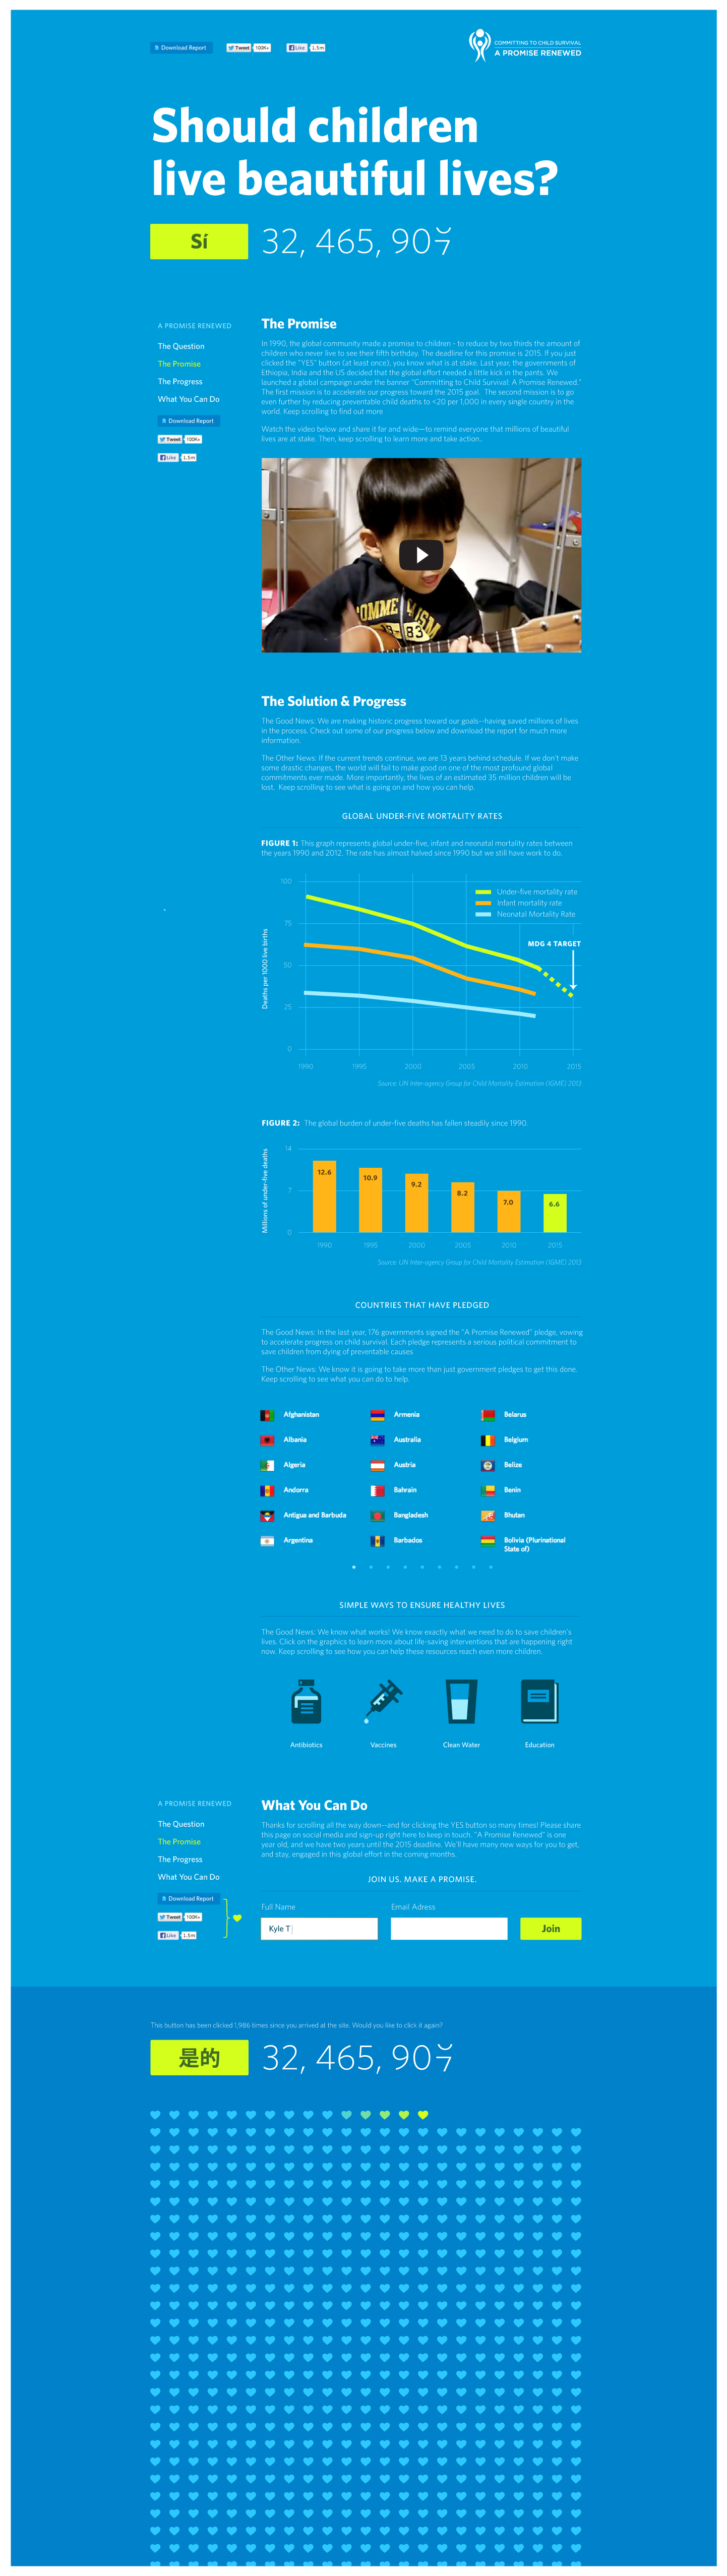 Download Report
Tweet 100K+
Like 1.5m
COMMITTING TO CHILD SURVIVAL
A PROMISE RENEWED
Should children
live beautiful lives?
Sí
32, 465, 907
A PROMISE RENEWED
The Question
The Promise
The Progress
What You Can Do
Download Report
Tweet 100K+
Like 1.5m
The Promise
In 1990, the global community made a promise to children - to reduce by two thirds the amount of
children who never live to see their fifth birthday. The deadline for this promise is 2015. If you just
clicked the "YES" button (at least once), you know what is at stake. Last year, the governments of
Ethiopia, India and the US decided that the global effort needed a little kick in the pants. We
launched a global campaign under the banner "Committing to Child Survival: A Promise Renewed."
The first mission is to accelerate our progress toward the 2015 goal. The second mission is to go
even further by reducing preventable child deaths to <20 per 1,000 in every single country in the
world. Keep scrolling to find out more
Watch the video below and share it far and wide—to remind everyone that millions of beautiful
lives are at stake. Then, keep scrolling to learn more and take action..
The Solution & Progress
The Good News: We are making historic progress toward our goals--having saved millions of lives
in the process. Check out some of our progress below and download the report for much more
information.
The Other News: If the current trends continue, we are 13 years behind schedule. If we don't make
some drastic changes, the world will fail to make good on one of the most profound global
commitments ever made. More importantly, the lives of an estimated 35 million children will be
lost. Keep scrolling to see what is going on and how you can help.
GLOBAL UNDER-FIVE MORTALITY RATES
FIGURE 1: This graph represents global under-five, infant and neonatal mortality rates between
the years 1990 and 2012. The rate has almost halved since 1990 but we still have work to do.
Deaths per 1000 live births
100
75
50
25
0
Under-five mortality rate
Infant mortality rate
Neonatal Mortality Rate
MDG 4 TARGET
1990 1995 2000 2005 2010 2015
Source: UN Inter-agency Group for Child Mortality Estimation (IGME) 2013
FIGURE 2: The global burden of under-five deaths has fallen steadily since 1990.
Millions of under-five deaths
14
7
0
12.6 10.9 9.2 8.2 7.0 6.6
1990 1995 2000 2005 2010 2015
Source: UN Inter-agency Group for Child Mortality Estimation (IGME) 2013
COUNTRIES THAT HAVE PLEDGED
The Good News: In the last year, 176 governments signed the "A Promise Renewed" pledge, vowing
to accelerate progress on child survival. Each pledge represents a serious political commitment to
save children from dying of preventable causes
The Other News: We know it is going to take more than just government pledges to get this done.
Keep scrolling to see what you can do to help.
Afghanistan Armenia Belarus
Albania Australia Belgium
Algeria Austria Belize
Andorra Bahrain Benin
Antigua and Barbuda Bangladesh Bhutan
Argentina Barbados Bolivia (Plurinational
State of)
SIMPLE WAYS TO ENSURE HEALTHY LIVES
The Good News: We know what works! We know exactly what we need to do to save children's
lives. Click on the graphics to learn more about life-saving interventions that are happening right
now. Keep scrolling to see how you can help these resources reach even more children.
Antibiotics Vaccines Clean Water Education
A PROMISE RENEWED
The Question
The Promise
The Progress
What You Can Do
Download Report
Tweet 100K+
Like 1.5m
What You Can Do
Thanks for scrolling all the way down--and for clicking the YES button so many times! Please share
this page on social media and sign-up right here to keep in touch. "A Promise Renewed" is one
year old, and we have two years until the 2015 deadline. We'll have many new ways for you to get,
and stay, engaged in this global effort in the coming months.
JOIN US. MAKE A PROMISE.
Full Name Email Adress
Kyle T Join
This button has been clicked 1,986 times since you arrived at the site. Would you like to click it again?
是的
32, 465, 907